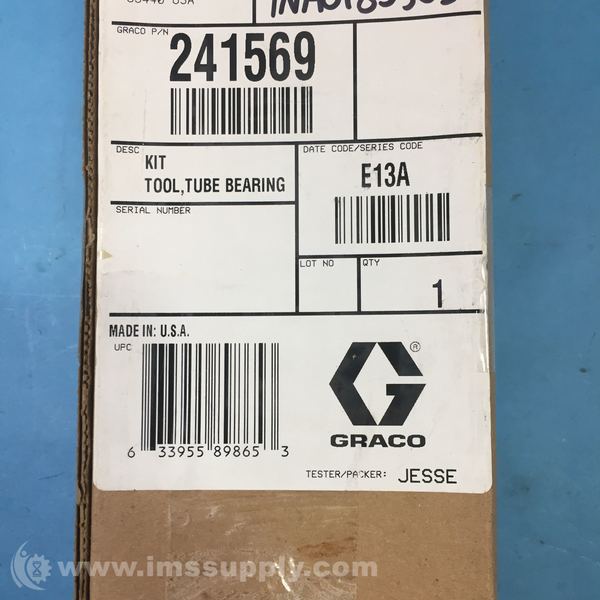 GRACO P/N
241569
DESC
KIT
TOOL,TUBE BEARING
DATE CODE/SERIES CODE
E13A
SERIAL NUMBER
LOT NO
QTY
1
MADE IN: U.S.A.
UPC
6 33955 89865 3
®
GRACO
TESTER/PACKER: JESSE
www.imssupply.com